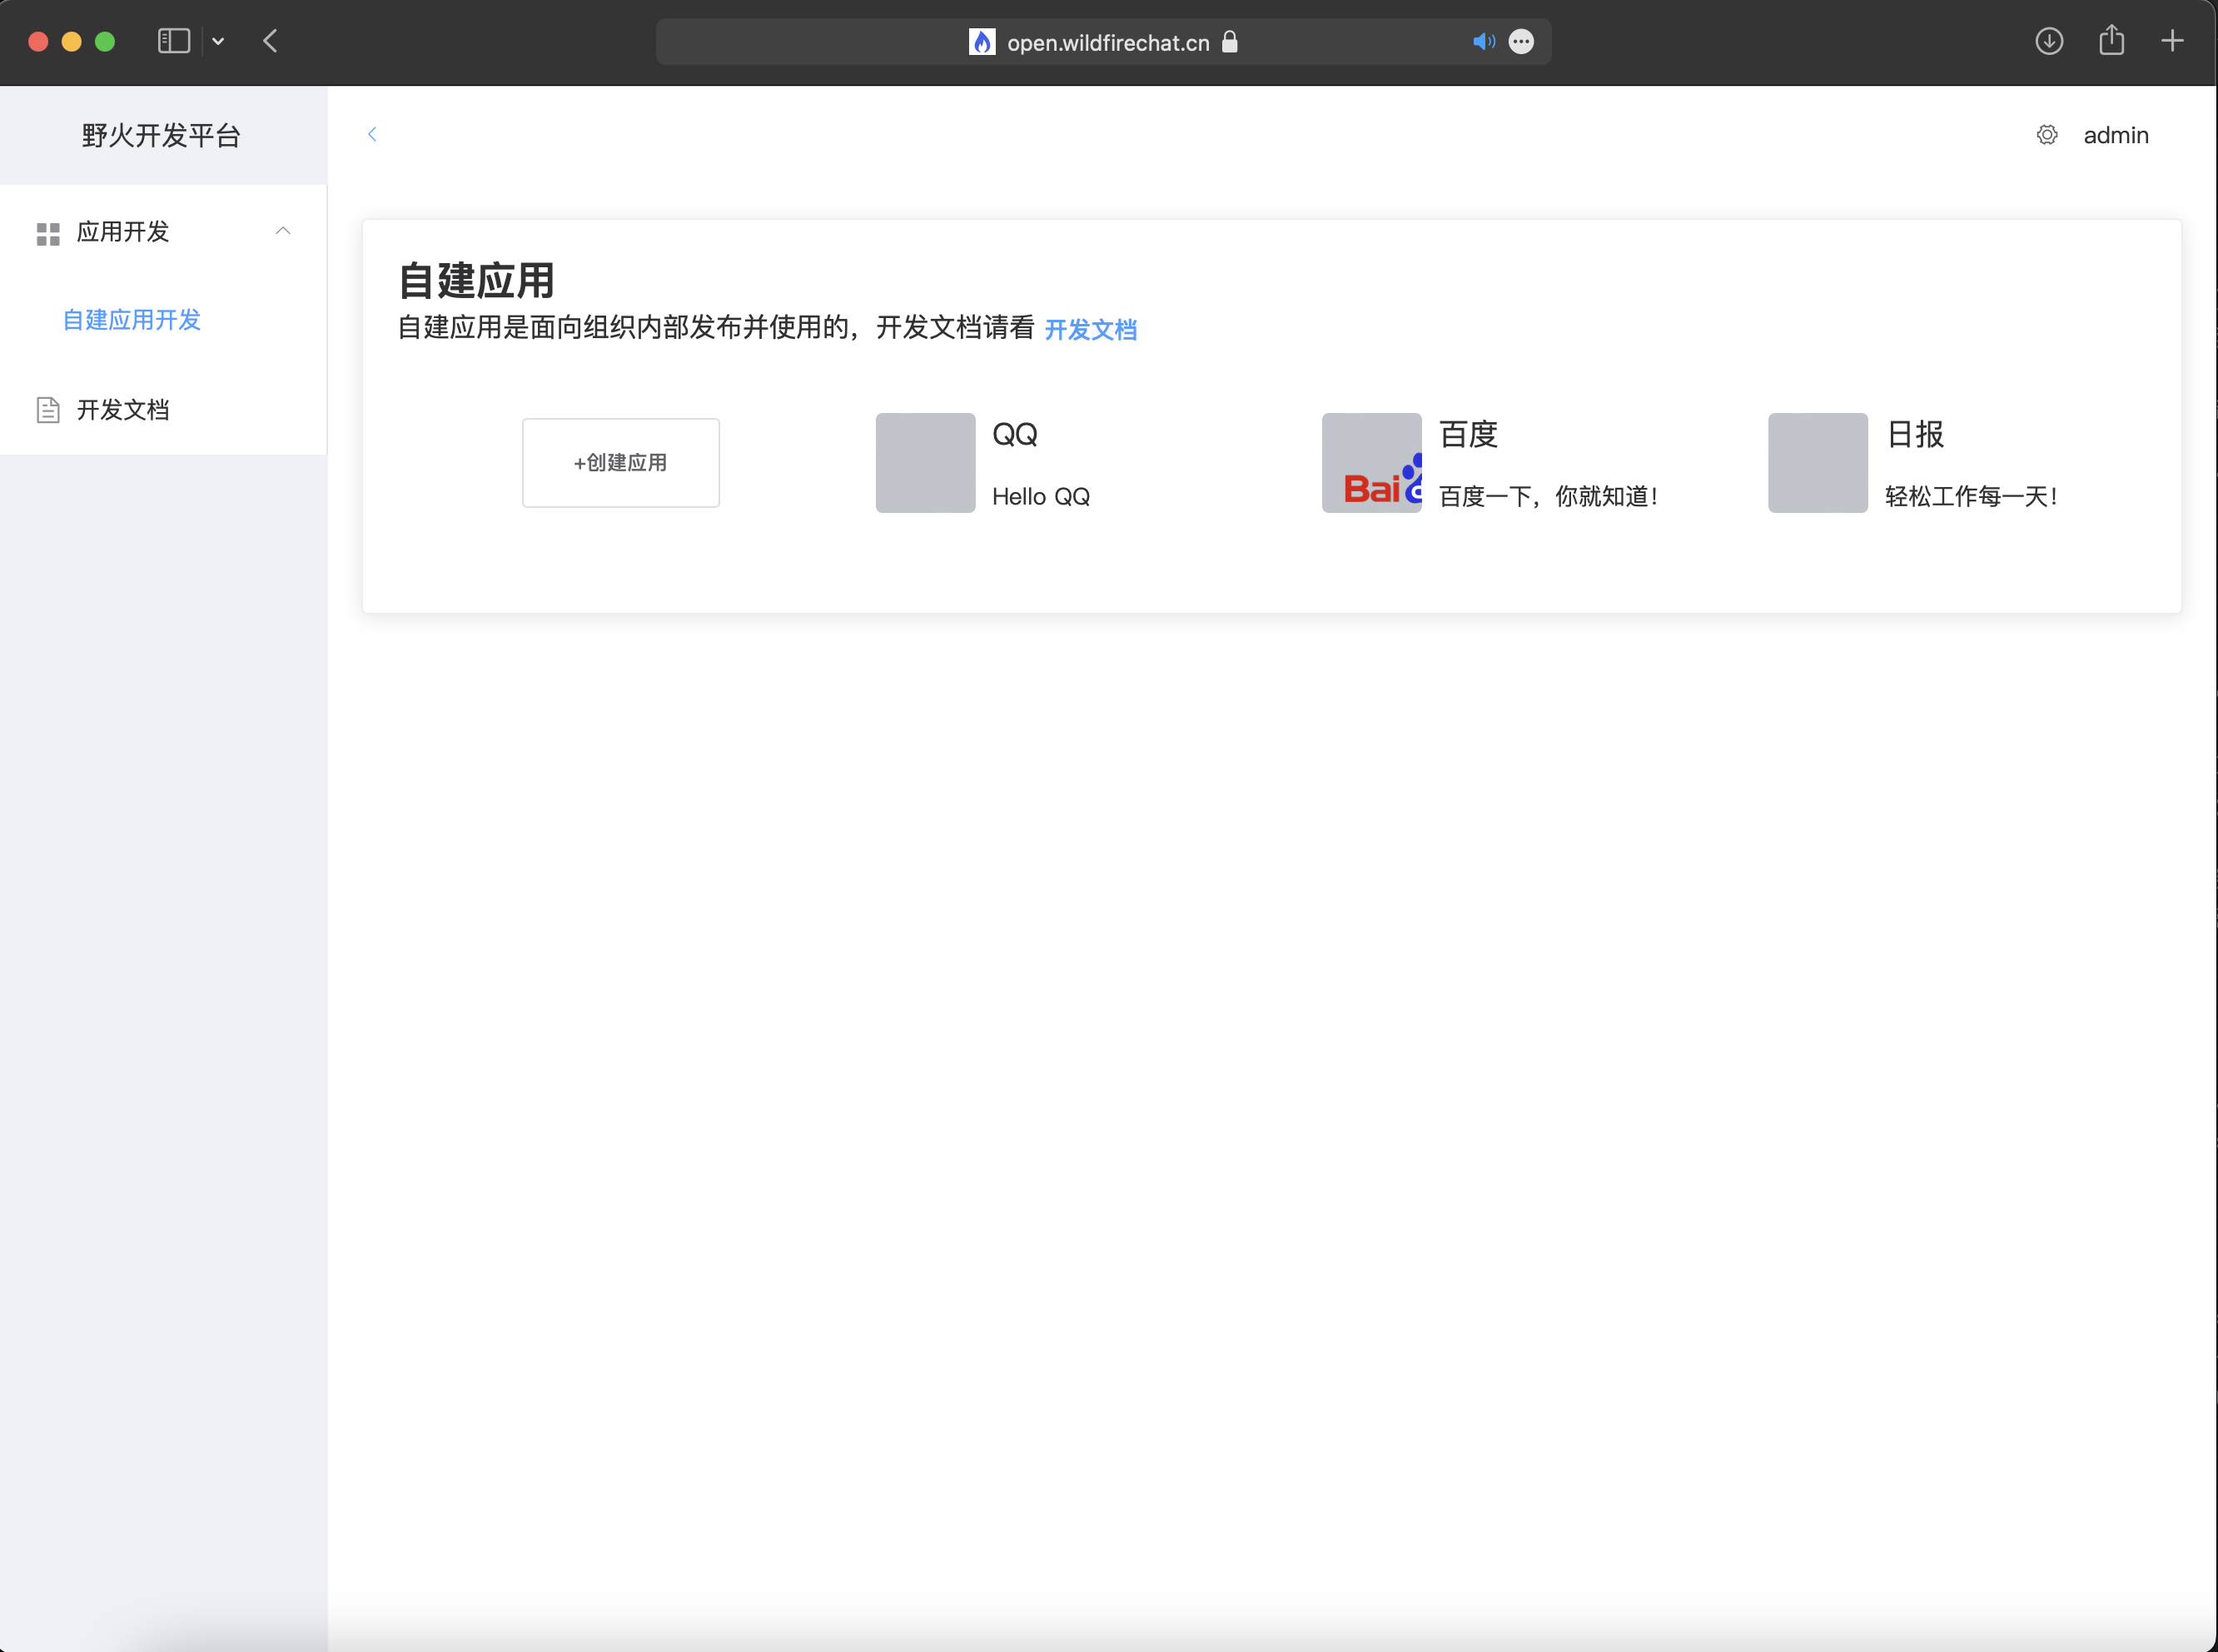 open.wildfirechat.cn
野火开发平台
admin
应用开发
自建应用开发
开发文档
自建应用
自建应用是面向组织内部发布并使用的，开发文档请看 开发文档
+创建应用
QQ
Hello QQ
Bai
百度
百度一下，你就知道！
日报
轻松工作每一天！